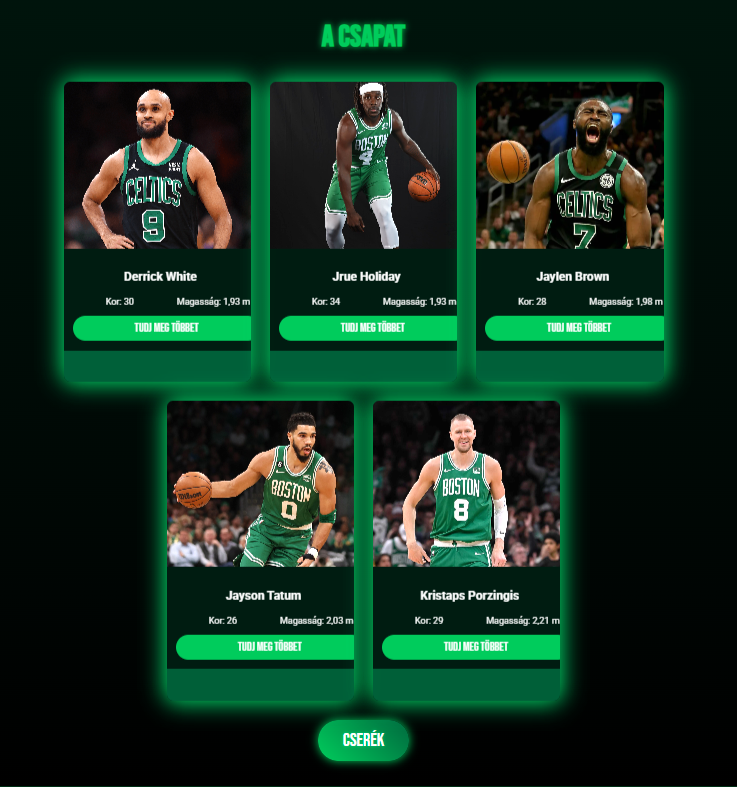 A CSAPAT
CELTICS
9
BOSTON
4
CELTICS
7
Derrick White
Jrue Holiday
Jaylen Brown
Kor: 30 Magasság: 1,93 m
Kor: 34 Magasság: 1,93 m
Kor: 28 Magasság: 1,98 m
TUDJ MEG TÖBBET
TUDJ MEG TÖBBET
TUDJ MEG TÖBBET
Wilson
BOSTON
0
BOSTON
8
Jayson Tatum
Kristaps Porzingis
Kor: 26 Magasság: 2,03 m
Kor: 29 Magasság: 2,21 m
TUDJ MEG TÖBBET
TUDJ MEG TÖBBET
CSERÉK